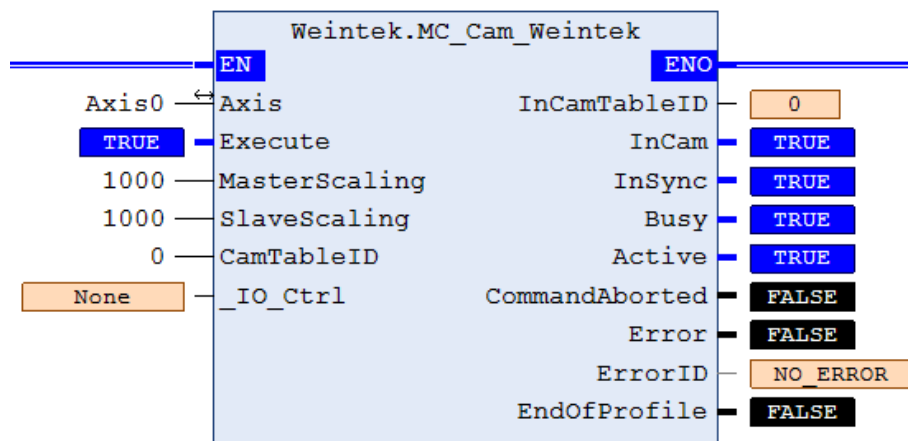 Weintek.MC_Cam_Weintek
EN ENO
Axis0 Axis InCamTableID 0
TRUE Execute InCam TRUE
1000 MasterScaling InSync TRUE
1000 SlaveScaling Busy TRUE
0 CamTableID Active TRUE
None _IO_Ctrl CommandAborted FALSE
Error FALSE
ErrorID NO_ERROR
EndOfProfile FALSE